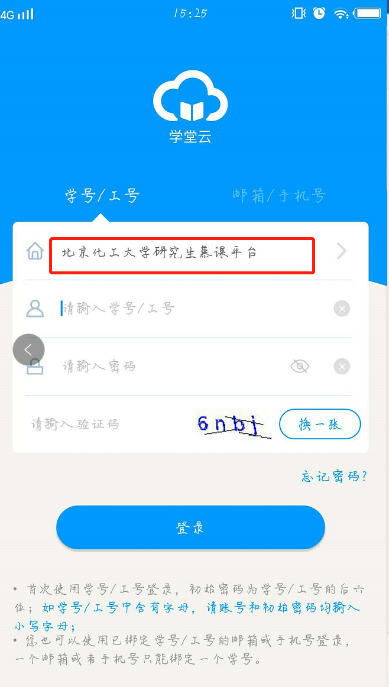 4G 15:25
学堂云
学号/工号 邮箱/手机号
北京化工大学研究生慕课平台
请输入学号/工号
请输入密码
请输入验证码 6nbj 换一张
忘记密码?
登录
• 首次使用学号/工号登录，初始密码为学号/工号的后六
位；如学号/工号中含有字母，请账号和初始密码均输入
小写字母；
• 您也可以使用已绑定学号/工号的邮箱或手机号登录，
一个邮箱或者手机号只能绑定一个学号。